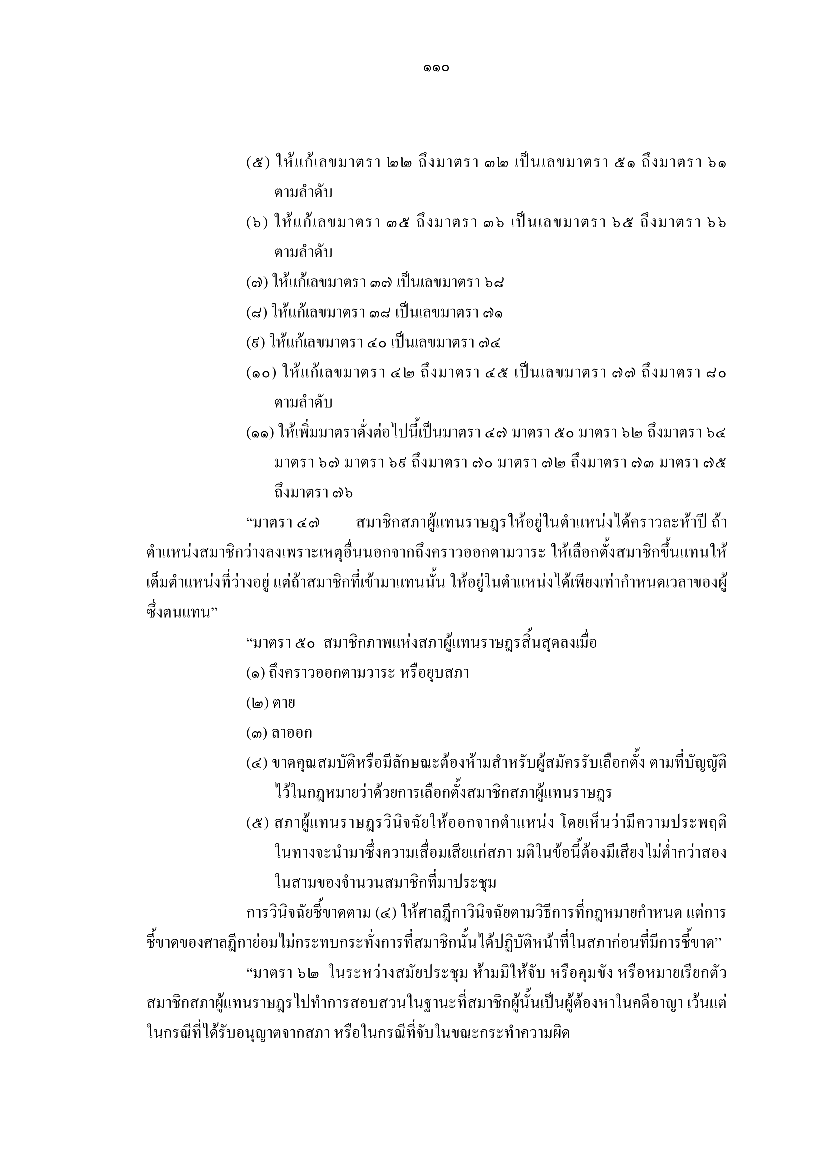 ๑๑๐
(๕) ให้แก้เลขมาตรา ๒๒ ถึงมาตรา ๓๒ เป็นเลขมาตรา ๕๑ ถึงมาตรา ๖๑
ตามลำดับ
(๖) ให้แก้เลขมาตรา ๓๕ ถึงมาตรา ๓๖ เป็นเลขมาตรา ๖๕ ถึงมาตรา ๖๖
ตามลำดับ
(๗) ให้แก้เลขมาตรา ๓๗ เป็นเลขมาตรา ๖๘
(๘) ให้แก้เลขมาตรา ๓๘ เป็นเลขมาตรา ๗๑
(๙) ให้แก้เลขมาตรา ๔๐ เป็นเลขมาตรา ๗๔
(๑๐) ให้แก้เลขมาตรา ๔๒ ถึงมาตรา ๔๕ เป็นเลขมาตรา ๗๗ ถึงมาตรา ๘๐
ตามลำดับ
(๑๑) ให้เพิ่มมาตราดั่งต่อไปนี้เป็นมาตรา ๔๗ มาตรา ๕๐ มาตรา ๖๒ ถึงมาตรา ๖๔
มาตรา ๖๗ มาตรา ๖๙ ถึงมาตรา ๗๐ มาตรา ๗๒ ถึงมาตรา ๗๓ มาตรา ๗๕
ถึงมาตรา ๗๖
“มาตรา ๔๗ สมาชิกสภาผู้แทนราษฎรให้อยู่ในตำแหน่งได้คราวละห้าปี ถ้า
ตำแหน่งสมาชิกว่างลงเพราะเหตุอื่นนอกจากถึงคราวออกตามวาระ ให้เลือกตั้งสมาชิกขึ้นแทนให้
เต็มตำแหน่งที่ว่างอยู่ แต่ถ้าสมาชิกที่เข้ามาแทนนั้น ให้อยู่ในตำแหน่งได้เพียงเท่ากำหนดเวลาของผู้
ซึ่งตนแทน”
“มาตรา ๕๐ สมาชิกภาพแห่งสภาผู้แทนราษฎรสิ้นสุดลงเมื่อ
(๑) ถึงคราวออกตามวาระ หรือยุบสภา
(๒) ตาย
(๓) ลาออก
(๔) ขาดคุณสมบัติหรือมีลักษณะต้องห้ามสำหรับผู้สมัครรับเลือกตั้ง ตามที่บัญญัติ
ไว้ในกฎหมายว่าด้วยการเลือกตั้งสมาชิกสภาผู้แทนราษฎร
(๕) สภาผู้แทนราษฎรวินิจฉัยให้ออกจากตำแหน่ง โดยเห็นว่ามีความประพฤติ
ในทางจะนำมาซึ่งความเสื่อมเสียแก่สภา มติในข้อนี้ต้องมีเสียงไม่ต่ำกว่าสอง
ในสามของจำนวนสมาชิกที่มาประชุม
การวินิจฉัยชี้ขาดตาม (๔) ให้ศาลฎีกาวินิจฉัยตามวิธีการที่กฎหมายกำหนด แต่การ
ชี้ขาดของศาลฎีกาย่อมไม่กระทบกระทั่งการที่สมาชิกนั้นได้ปฏิบัติหน้าที่ในสภาก่อนที่มีการชี้ขาด”
“มาตรา ๖๒ ในระหว่างสมัยประชุม ห้ามมิให้จับ หรือคุมขัง หรือหมายเรียกตัว
สมาชิกสภาผู้แทนราษฎรไปทำการสอบสวนในฐานะที่สมาชิกผู้นั้นเป็นผู้ต้องหาในคดีอาญา เว้นแต่
ในกรณีที่ได้รับอนุญาตจากสภา หรือในกรณีที่จับในขณะกระทำความผิด